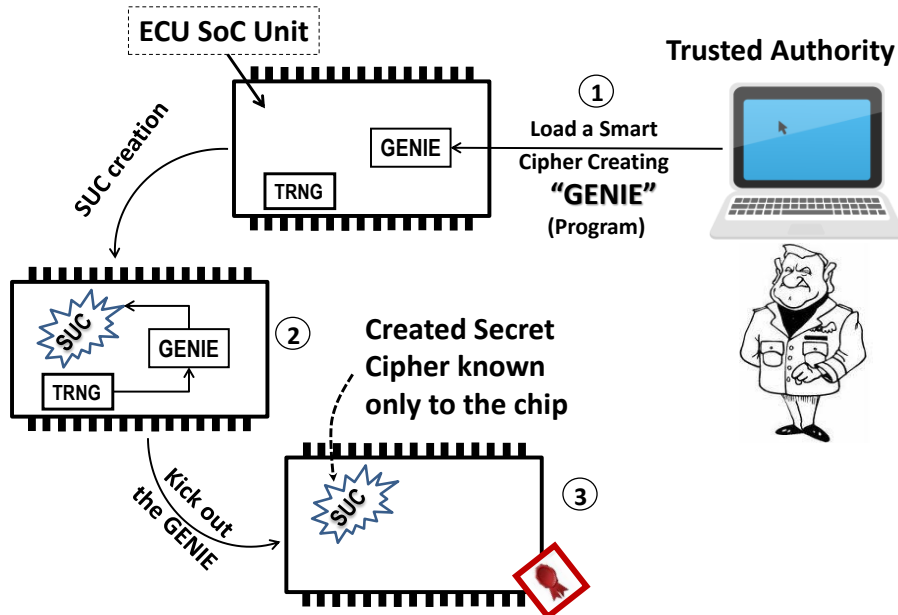 ECU SoC Unit
Trusted Authority
1
Load a Smart
Cipher Creating
“GENIE”
(Program)
GENIE
TRNG
SUC creation
SUC
GENIE
TRNG
2
Created Secret
Cipher known
only to the chip
Kick out
the GENIE
SUC
3